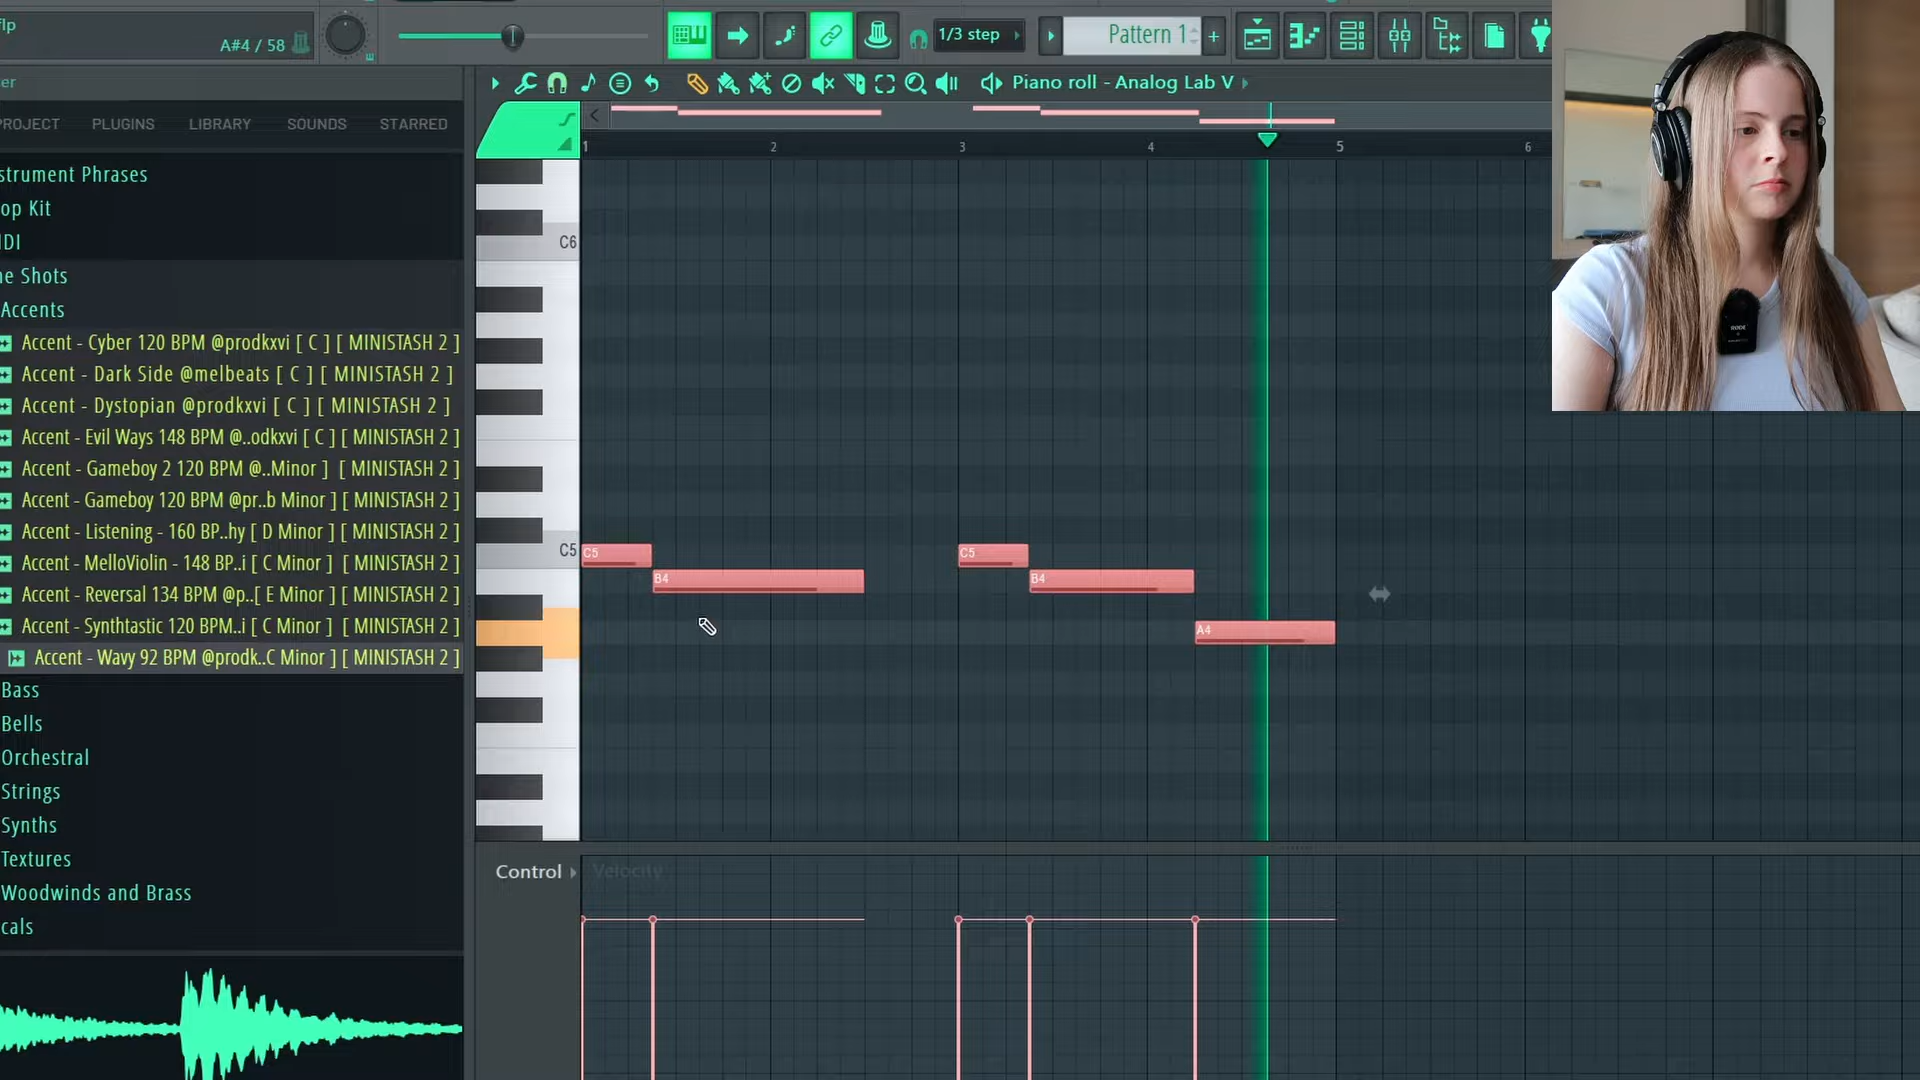 flp
A#4 / 58
1/3 step
Pattern 1
+
er
Piano roll - Analog Lab V
ROJECT
PLUGINS
LIBRARY
SOUNDS
STARRED
1
2
3
4
5
6
strument Phrases
op Kit
IDI
ne Shots
Accents
Accent - Cyber 120 BPM @prodkxvi [ C ] [ MINISTASH 2 ]
Accent - Dark Side @melbeats [ C ] [ MINISTASH 2 ]
Accent - Dystopian @prodkxvi [ C ] [ MINISTASH 2 ]
Accent - Evil Ways 148 BPM @..odkxvi [ C ] [ MINISTASH 2 ]
Accent - Gameboy 2 120 BPM @..Minor ] [ MINISTASH 2 ]
Accent - Gameboy 120 BPM @pr..b Minor ] [ MINISTASH 2 ]
Accent - Listening - 160 BP..hy [ D Minor ] [ MINISTASH 2 ]
Accent - MelloViolin - 148 BP..i [ C Minor ] [ MINISTASH 2 ]
Accent - Reversal 134 BPM @p..[ E Minor ] [ MINISTASH 2 ]
Accent - Synthtastic 120 BPM..i [ C Minor ] [ MINISTASH 2 ]
Accent - Wavy 92 BPM @prodk..C Minor ] [ MINISTASH 2 ]
Bass
Bells
Orchestral
Strings
Synths
Textures
Woodwinds and Brass
cals
C6
C5
C5
B4
C5
B4
A4
Control
Velocity
RODE